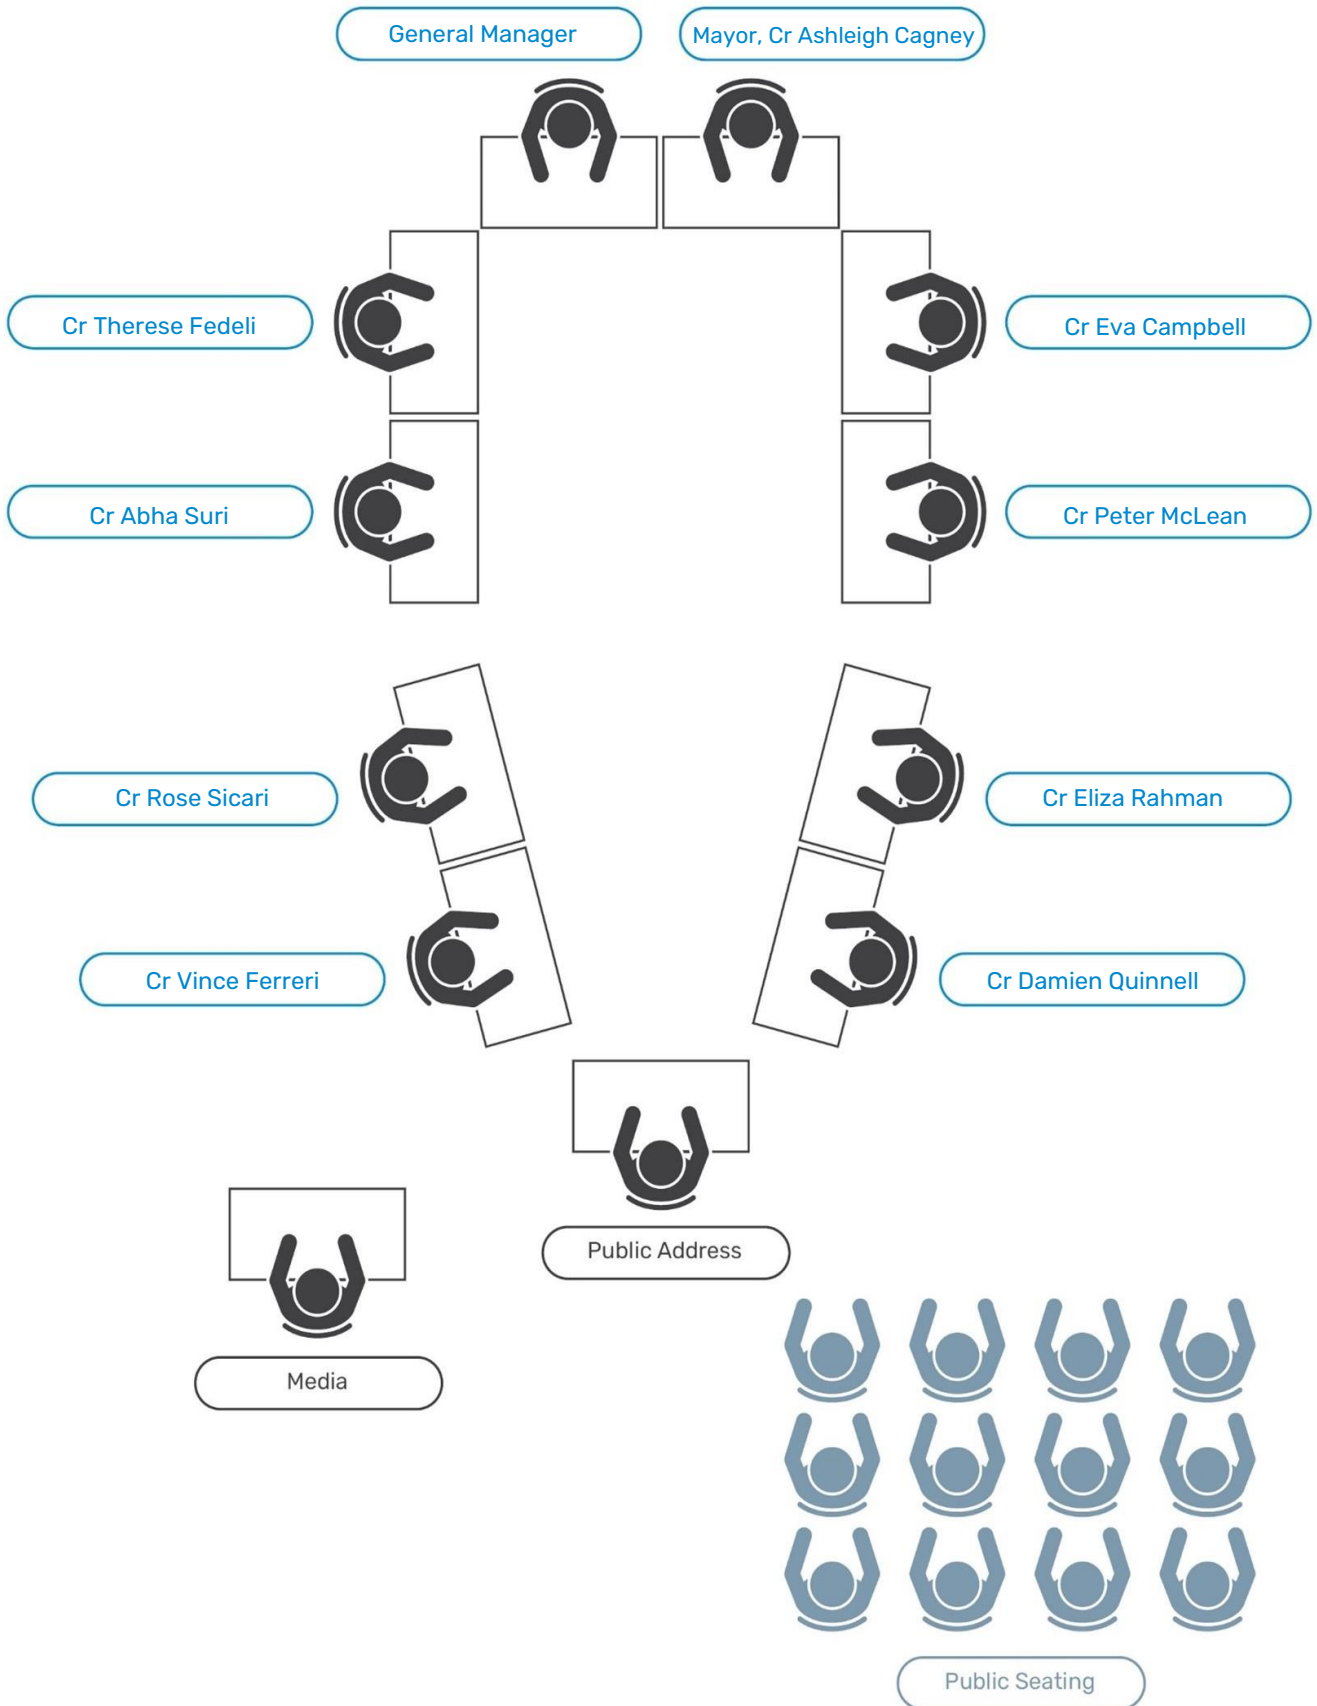 General Manager
Mayor, Cr Ashleigh Cagney
Cr Therese Fedeli
Cr Eva Campbell
Cr Abha Suri
Cr Peter McLean
Cr Rose Sicari
Cr Eliza Rahman
Cr Vince Ferreri
Cr Damien Quinnell
Public Address
Media
Public Seating